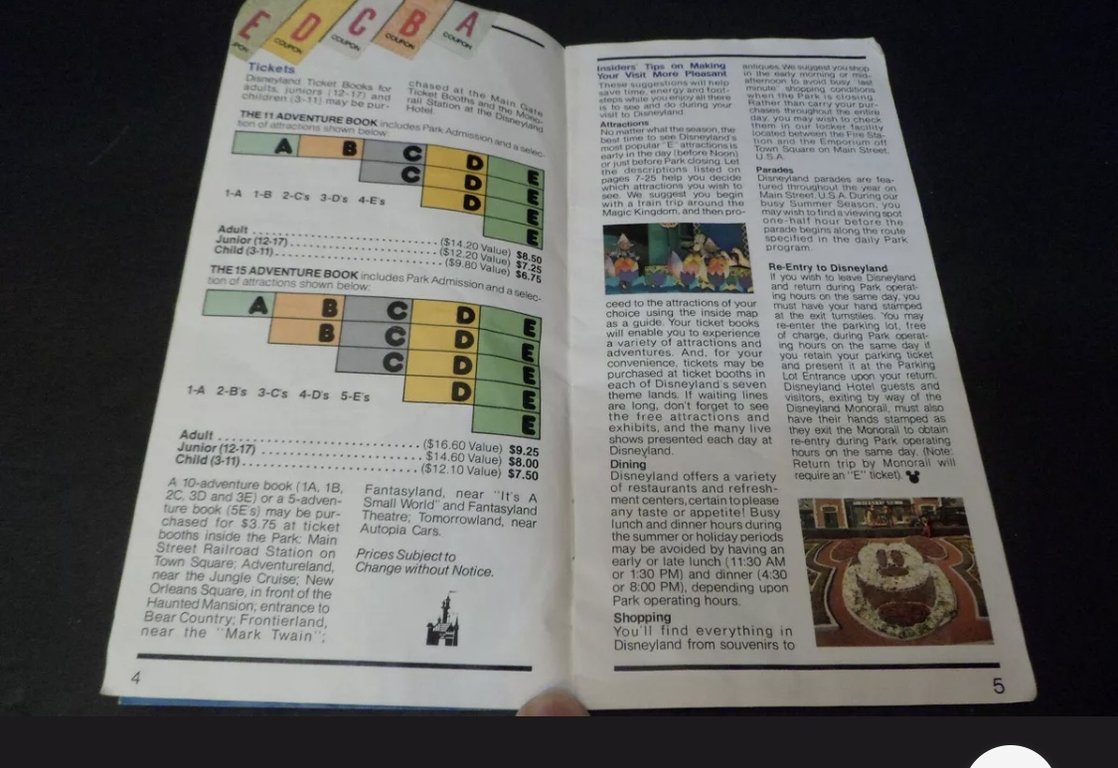 E D C B A
COUPON COUPON COUPON COUPON
Tickets
Disneyland Ticket Books for
adults, juniors (12-17) and
children (3-11) may be pur-
chased at the Main Gate
Ticket Booths and the Mono-
rail Station at the Disneyland
Hotel.
THE 11 ADVENTURE BOOK includes Park Admission and a selec-
tion of attractions shown below:
A B C D E
C D E
D E
E
1-A 1-B 2-C's 3-D's 4-E's
Adult ($14.20 Value) $8.50
Junior (12-17) ($12.20 Value) $7.25
Child (3-11) ($9.80 Value) $6.75
THE 15 ADVENTURE BOOK includes Park Admission and a selec-
tion of attractions shown below:
A B C D E
B C D E
C D E
D E
E
1-A 2-B's 3-C's 4-D's 5-E's
Adult ($16.60 Value) $9.25
Junior (12-17) $14.60 Value) $8.00
Child (3-11) ($12.10 Value) $7.50
A 10-adventure book (1A, 1B,
2C, 3D and 3E) or a 5-adven-
ture book (5E's) may be pur-
chased for $3.75 at ticket
booths inside the Park: Main
Street Railroad Station on
Town Square; Adventureland,
near the Jungle Cruise; New
Orleans Square, in front of the
Haunted Mansion; entrance to
Bear Country; Frontierland,
near the "Mark Twain";
Fantasyland, near "It's A
Small World" and Fantasyland
Theatre; Tomorrowland, near
Autopia Cars.
Prices Subject to
Change without Notice.
4
Insiders' Tips on Making
Your Visit More Pleasant
These suggestions will help
save time, energy and foot-
steps while you enjoy all there
is to see and do during your
visit to Disneyland.
Attractions
No matter what the season, the
best time to see Disneyland's
most popular "E" attractions is
early in the day (before Noon)
or just before Park closing. Let
the descriptions listed on
pages 7-25 help you decide
which attractions you wish to
see. We suggest you begin
with a train trip around the
Magic Kingdom, and then pro-
ceed to the attractions of your
choice using the inside map
as a guide. Your ticket books
will enable you to experience
a variety of attractions and
adventures. And, for your
convenience, tickets may be
purchased at ticket booths in
each of Disneyland's seven
theme lands. If waiting lines
are long, don't forget to see
the free attractions and
exhibits, and the many live
shows presented each day at
Disneyland.
Dining
Disneyland offers a variety
of restaurants and refresh-
ment centers, certain to please
any taste or appetite! Busy
lunch and dinner hours during
the summer or holiday periods
may be avoided by having an
early or late lunch (11:30 AM
or 1:30 PM) and dinner (4:30
or 8:00 PM), depending upon
Park operating hours.
Shopping
You'll find everything in
Disneyland from souvenirs to
antiques. We suggest you shop
in the early morning or mid-
afternoon to avoid busy "last
minute" shopping conditions
when the Park is closing.
Rather than carry your pur-
chases throughout the entire
day, you may wish to check
them in our locker facility
located between the Fire Sta-
tion and the Emporium off
Town Square on Main Street,
U.S.A.
Parades
Disneyland parades are fea-
tured throughout the year on
Main Street, U.S.A. During our
busy Summer Season, you
may wish to find a viewing spot
one-half hour before the
parade begins along the route
specified in the daily Park
program.
Re-Entry to Disneyland
If you wish to leave Disneyland
and return during Park operat-
ing hours on the same day, you
must have your hand stamped
at the exit turnstiles. You may
re-enter the parking lot, free
of charge, during Park operat-
ing hours on the same day if
you retain your parking ticket
and present it at the Parking
Lot Entrance upon your return.
Disneyland Hotel guests and
visitors, exiting by way of the
Disneyland Monorail, must also
have their hands stamped as
they exit the Monorail to obtain
re-entry during Park operating
hours on the same day. (Note:
Return trip by Monorail will
require an "E" ticket).
5